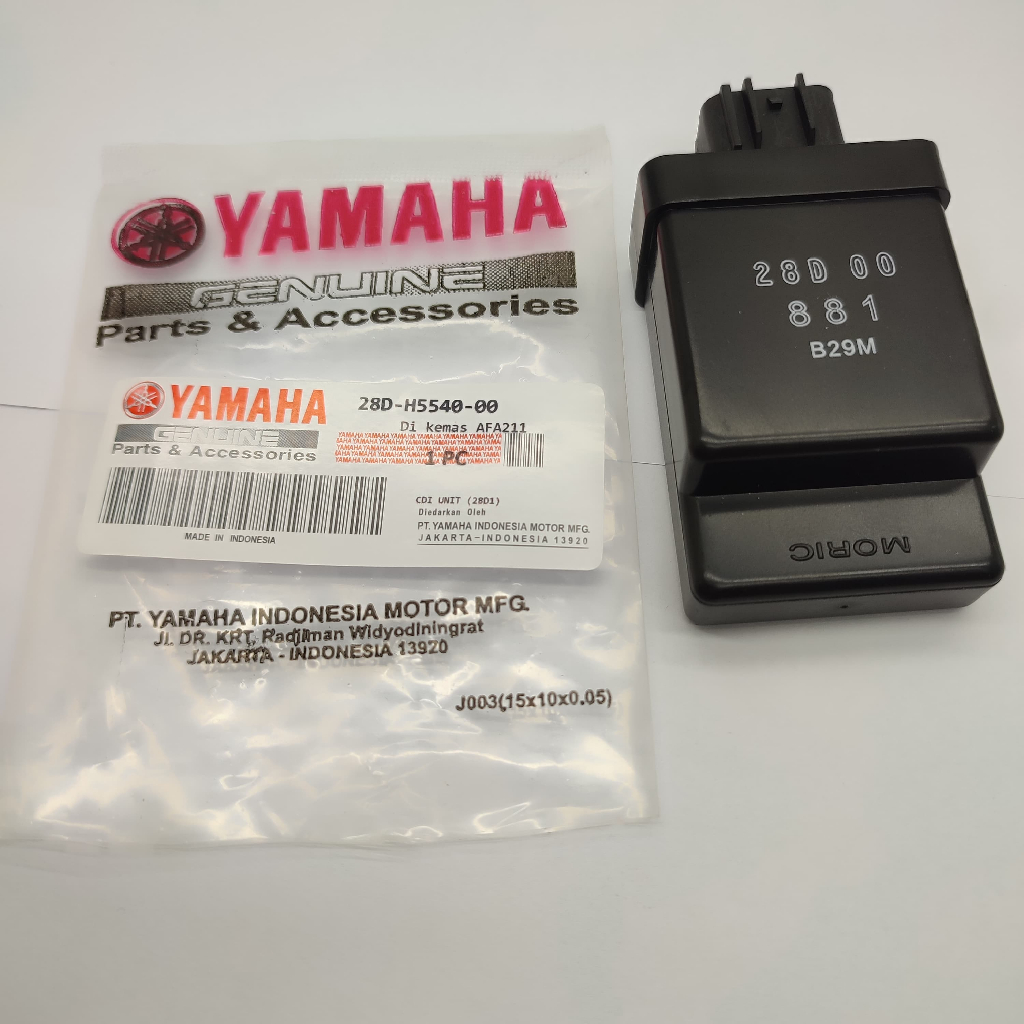 YAMAHA
GENUINE
Parts & Accessories
YAMAHA
GENUINE
Parts & Accessories
28D-H5540-00
Di kemas AFA211
1 PC
MADE IN INDONESIA
CDI UNIT (28D1)
Diedarkan Oleh
PT. YAMAHA INDONESIA MOTOR MFG.
JAKARTA-INDONESIA 13920
PT. YAMAHA INDONESIA MOTOR MFG.
Jl. DR. KRT. Radjiman Widyodiningrat
JAKARTA - INDONESIA 13920
J003(15x10x0.05)
28D 00
881
B29M
MORIC